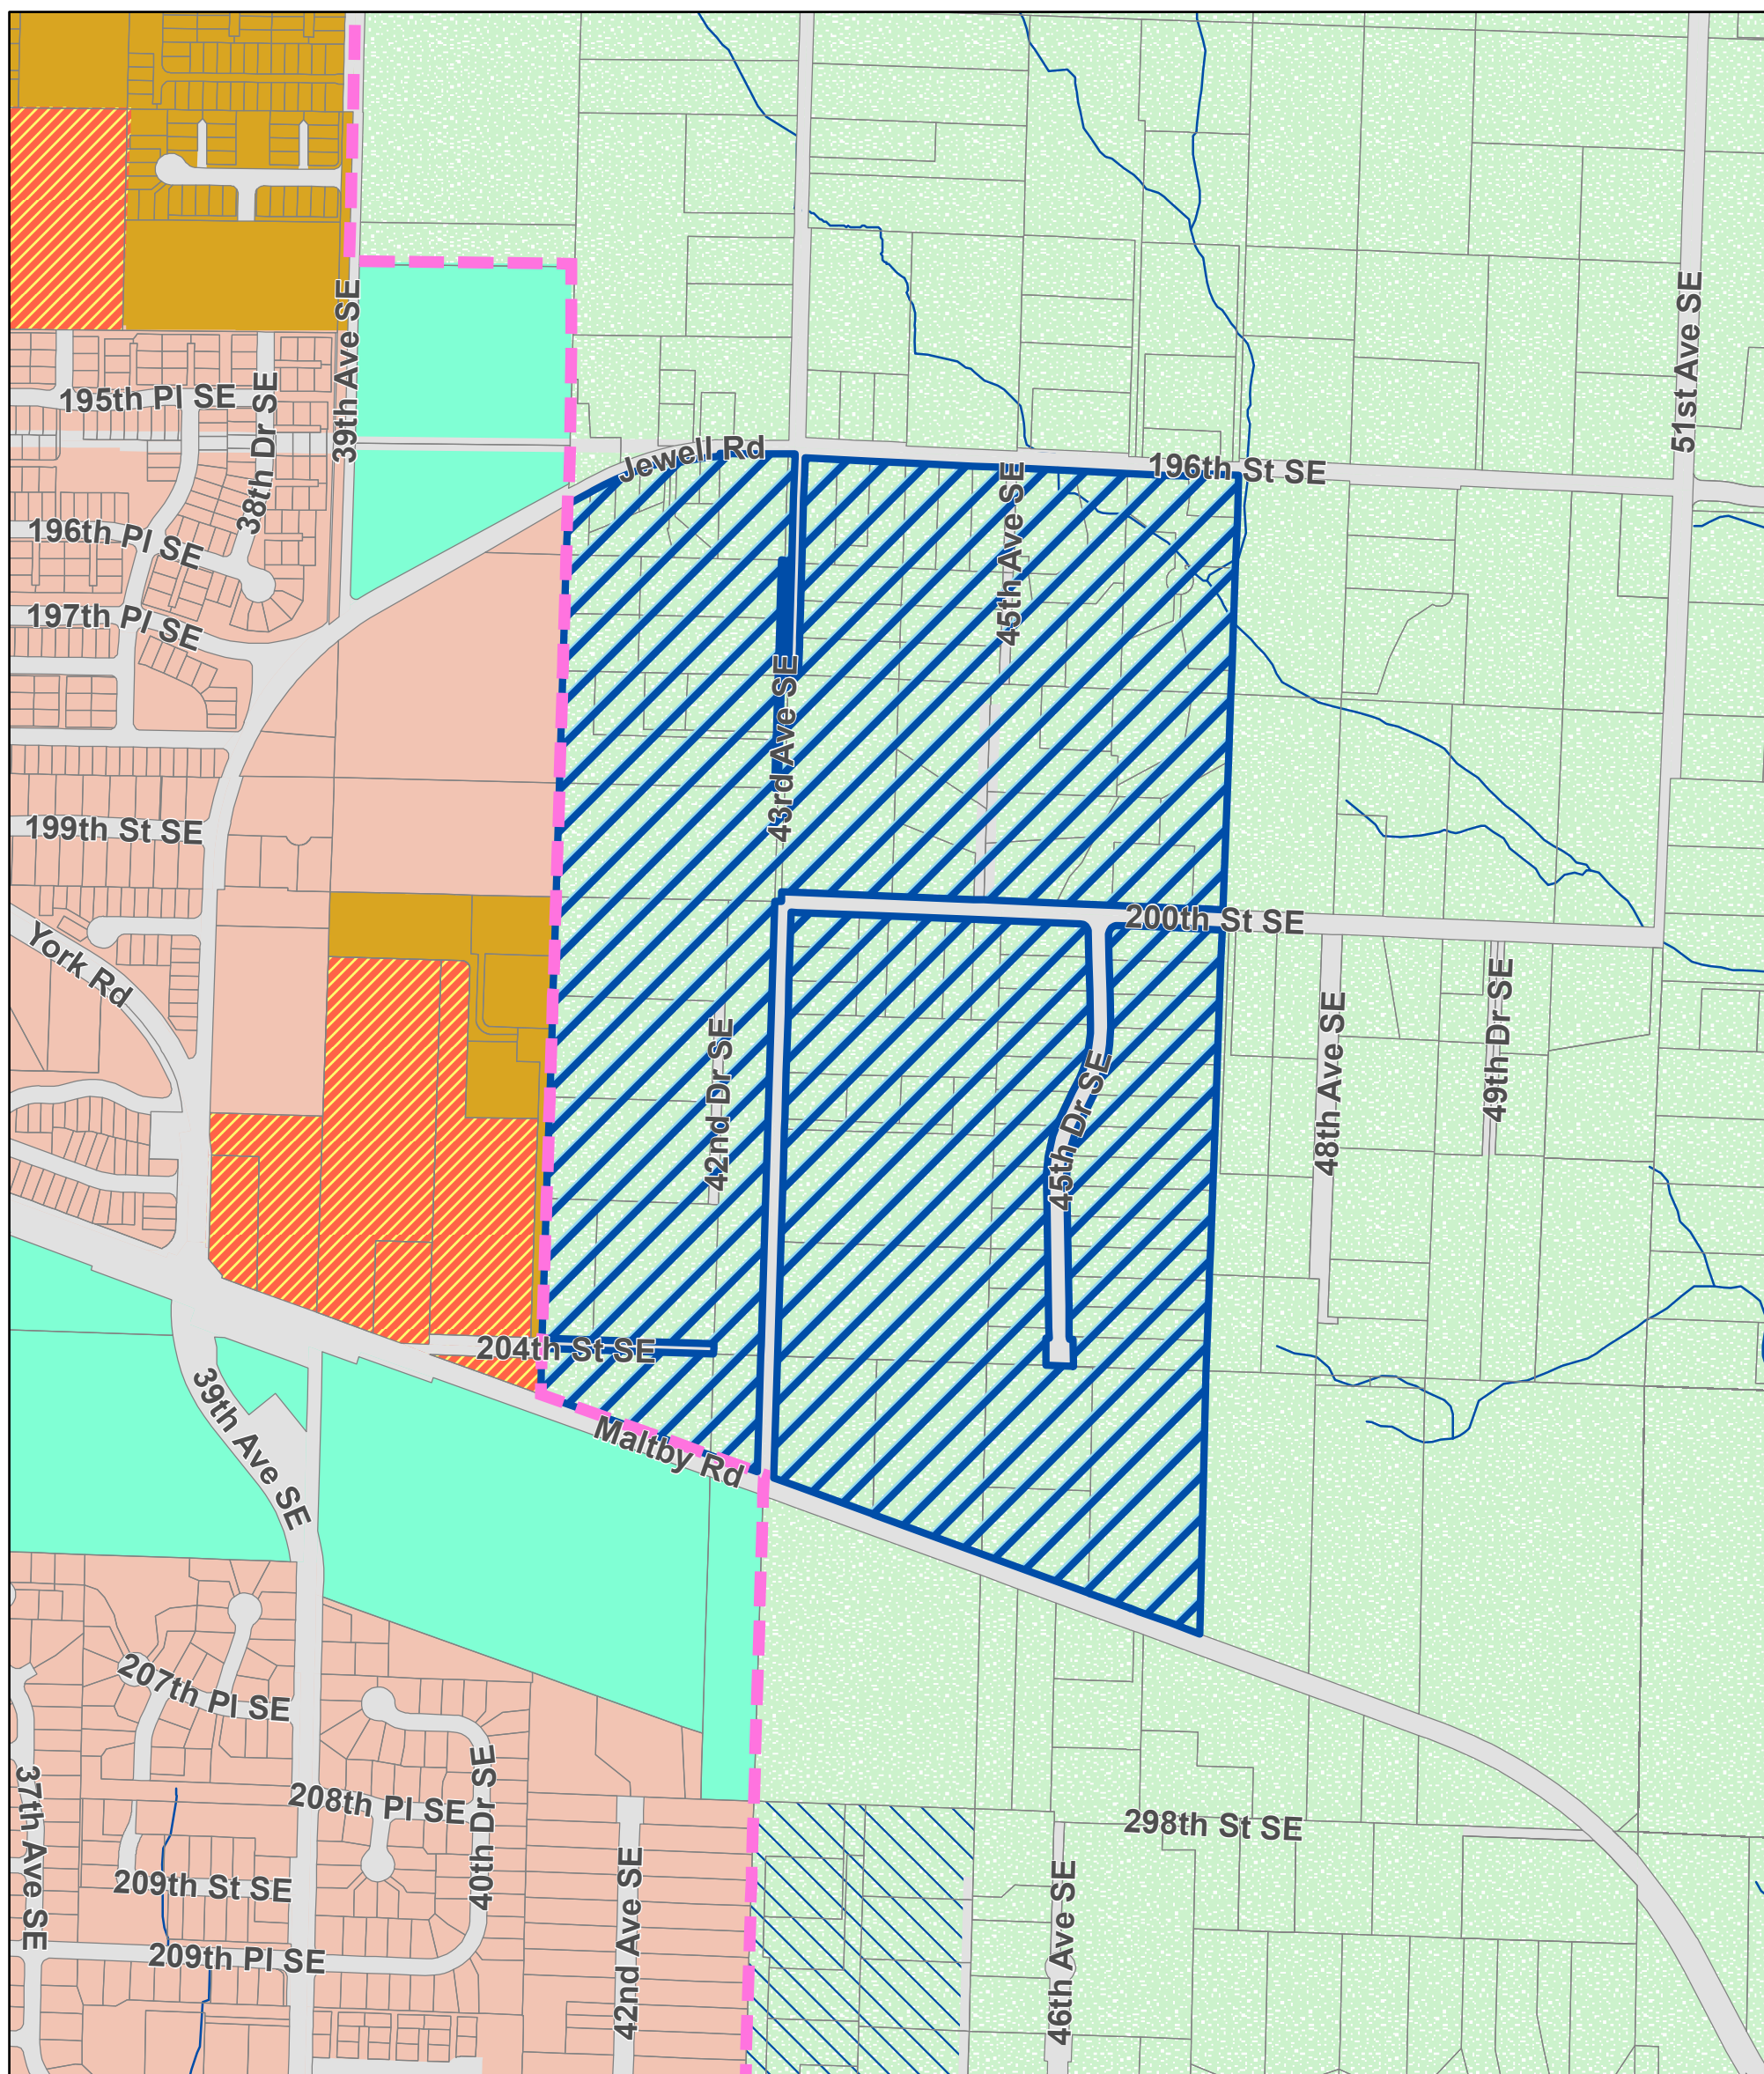 39th Ave SE
51st Ave SE
195th Pl SE
38th Dr SE
Jewell Rd
196th St SE
45th Ave SE
196th Pl SE
197th Pl SE
43rd Ave SE
199th St SE
200th St SE
York Rd
42nd Dr SE
45th Dr SE
48th Ave SE
49th Dr SE
204th St SE
39th Ave SE
Maltby Rd
207th Pl SE
37th Ave SE
208th Pl SE
40th Dr SE
298th St SE
209th St SE
42nd Ave SE
46th Ave SE
209th Pl SE